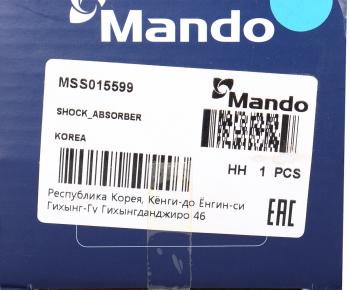 Mando
MSS015599
Mando
SHOCK_ABSORBER
KOREA
HH 1 PCS
Республика Корея, Кёнги-до Ёнгин-си
Гихынг-Гу Гихынгданджиро 46
EAC